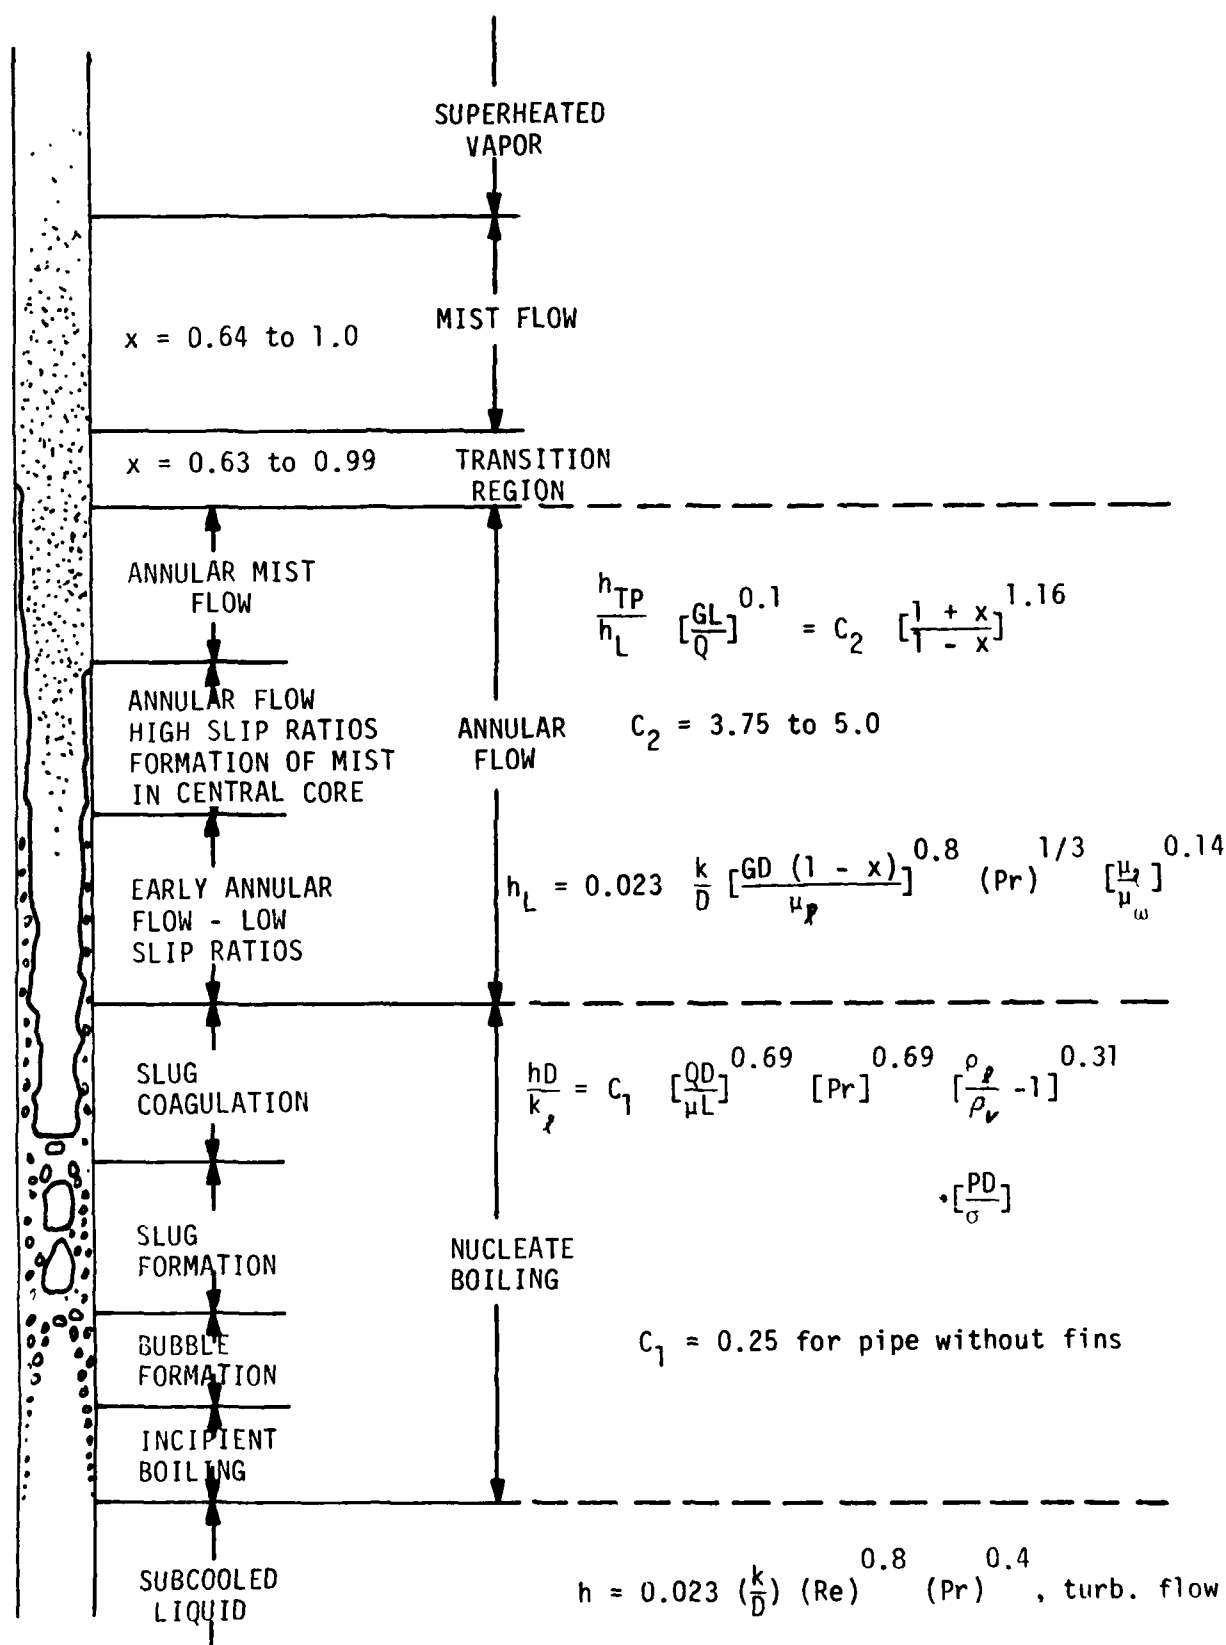 SUPERHEATED
VAPOR
MIST FLOW
x = 0.64 to 1.0
x = 0.63 to 0.99
TRANSITION
REGION
ANNULAR MIST
FLOW
h_TP/h_L [GL/Q]^0.1 = C_2 [1 + x/1 - x]^1.16
ANNULAR FLOW
HIGH SLIP RATIOS
FORMATION OF MIST
IN CENTRAL CORE
ANNULAR
FLOW
C_2 = 3.75 to 5.0
EARLY ANNULAR
FLOW - LOW
SLIP RATIOS
h_L = 0.023 k/D [GD (1 - x)/μ_ℓ]^0.8 (Pr)^1/3 [μ_ℓ/μ_ω]^0.14
SLUG
COAGULATION
hD/k_ℓ = C_1 [QD/μL]^0.69 [Pr]^0.69 [ρ_ℓ/ρ_v -1]^0.31
·[PD/σ]
SLUG
FORMATION
NUCLEATE
BOILING
BUBBLE
FORMATION
C_1 = 0.25 for pipe without fins
INCIPIENT
BOILING
SUBCOOLED
LIQUID
h = 0.023 (k/D) (Re)^0.8 (Pr)^0.4, turb. flow